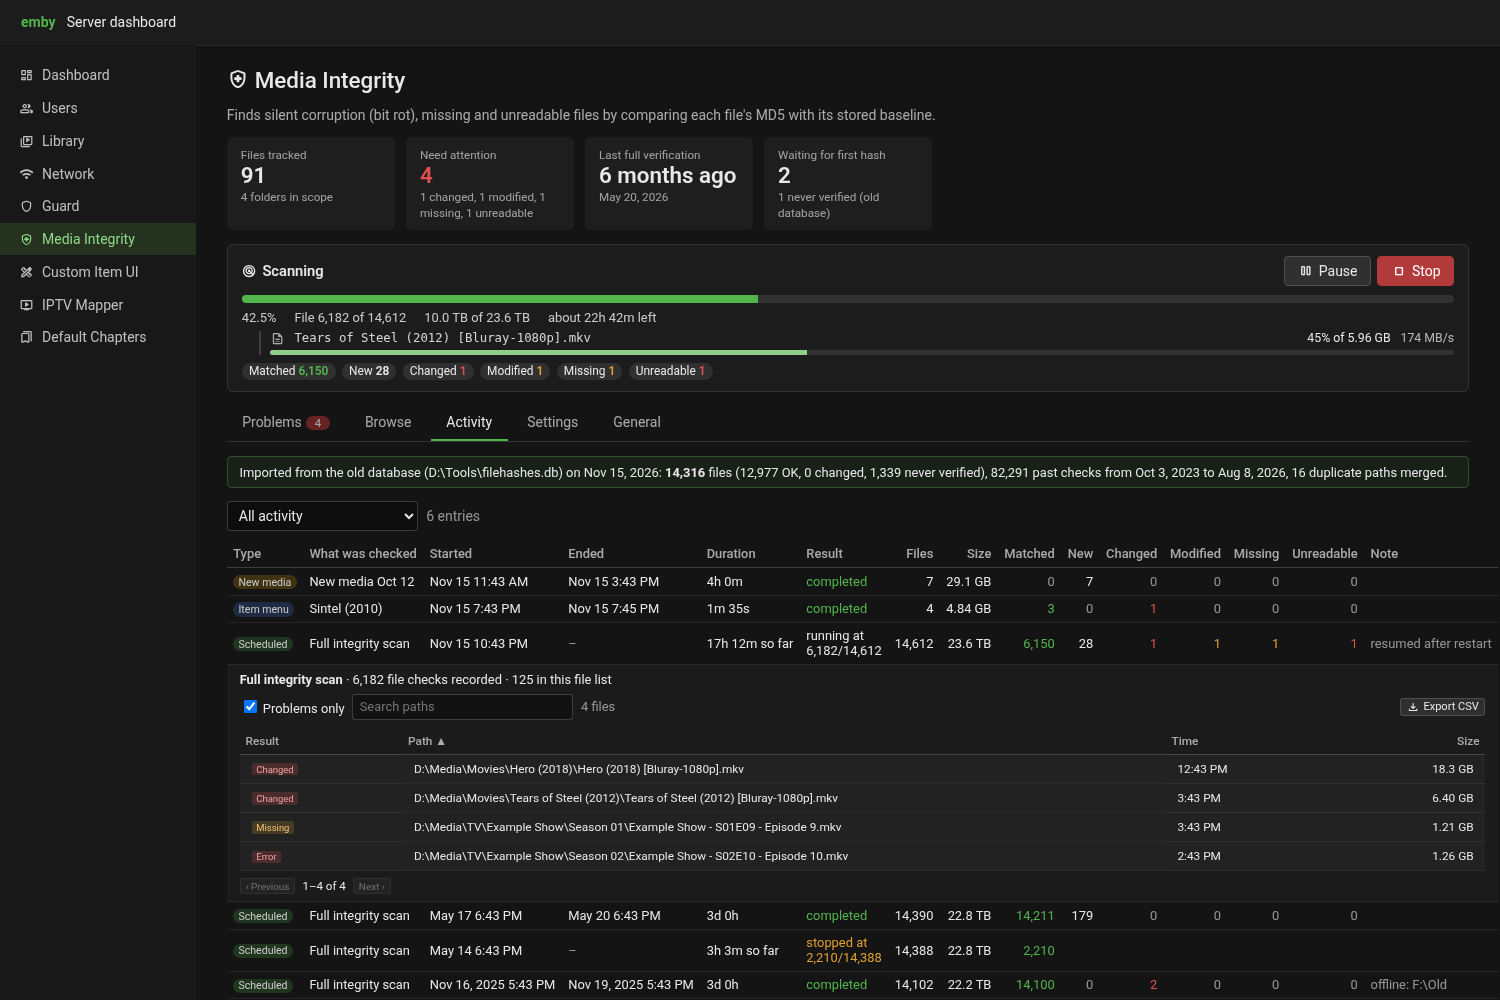 emby Server dashboard
Dashboard
Users
Library
Network
Guard
Media Integrity
Custom Item UI
IPTV Mapper
Default Chapters
Media Integrity
Finds silent corruption (bit rot), missing and unreadable files by comparing each file's MD5 with its stored baseline.
Files tracked
91
4 folders in scope
Need attention
4
1 changed, 1 modified, 1
missing, 1 unreadable
Last full verification
6 months ago
May 20, 2026
Waiting for first hash
2
1 never verified (old
database)
Scanning
Pause Stop
42.5% File 6,182 of 14,612 10.0 TB of 23.6 TB about 22h 42m left
Tears of Steel (2012) [Bluray-1080p].mkv 45% of 5.96 GB 174 MB/s
Matched 6,150 New 28 Changed 1 Modified 1 Missing 1 Unreadable 1
Problems 4 Browse Activity Settings General
Imported from the old database (D:\Tools\filehashes.db) on Nov 15, 2026: 14,316 files (12,977 OK, 0 changed, 1,339 never verified), 82,291 past checks from Oct 3, 2023 to Aug 8, 2026, 16 duplicate paths merged.
All activity 6 entries
Type What was checked Started Ended Duration Result Files Size Matched New Changed Modified Missing Unreadable Note
New media New media Oct 12 Nov 15 11:43 AM Nov 15 3:43 PM 4h 0m completed 7 29.1 GB 0 7 0 0 0 0
Item menu Sintel (2010) Nov 15 7:43 PM Nov 15 7:45 PM 1m 35s completed 4 4.84 GB 3 0 1 0 0 0
Scheduled Full integrity scan Nov 15 10:43 PM – 17h 12m so far running at 6,182/14,612 14,612 23.6 TB 6,150 28 1 1 1 1 resumed after restart
Full integrity scan · 6,182 file checks recorded · 125 in this file list
Problems only Search paths 4 files Export CSV
Result Path ▲ Time Size
Changed D:\Media\Movies\Hero (2018)\Hero (2018) [Bluray-1080p].mkv 12:43 PM 18.3 GB
Changed D:\Media\Movies\Tears of Steel (2012)\Tears of Steel (2012) [Bluray-1080p].mkv 3:43 PM 6.40 GB
Missing D:\Media\TV\Example Show\Season 01\Example Show - S01E09 - Episode 9.mkv 3:43 PM 1.21 GB
Error D:\Media\TV\Example Show\Season 02\Example Show - S02E10 - Episode 10.mkv 2:43 PM 1.26 GB
‹ Previous 1–4 of 4 Next ›
Scheduled Full integrity scan May 17 6:43 PM May 20 6:43 PM 3d 0h completed 14,390 22.8 TB 14,211 179 0 0 0 0
Scheduled Full integrity scan May 14 6:43 PM – 3h 3m so far stopped at 2,210/14,388 14,388 22.8 TB 2,210
Scheduled Full integrity scan Nov 16, 2025 5:43 PM Nov 19, 2025 5:43 PM 3d 0h completed 14,102 22.2 TB 14,100 0 2 0 0 0 offline: F:\Old